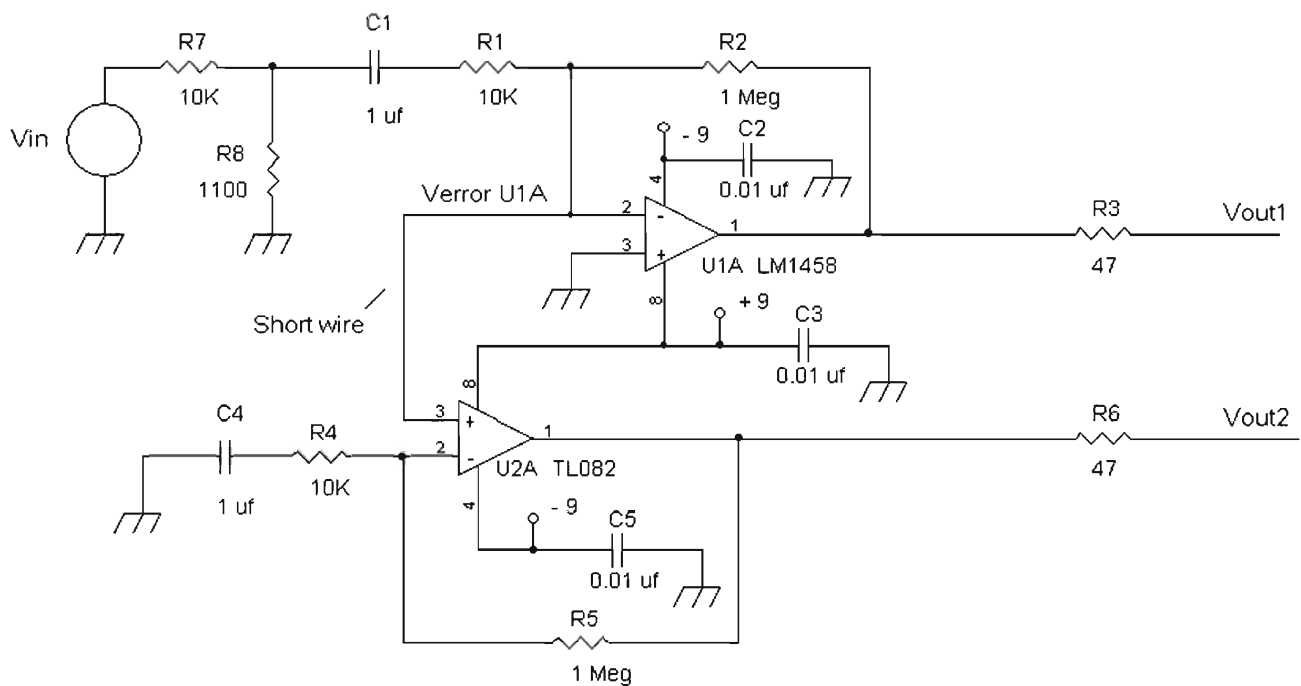 C1
R7
R1
R2
10K
1 uf
10K
1 Meg
Vin
R8
1100
- 9
C2
0.01 uf
4
Verror U1A
2
-
3
+
1
U1A LM1458
R3
47
Vout1
8
+ 9
C3
0.01 uf
Short wire
8
3
+
2
-
1
U2A TL082
4
C4
1 uf
R4
10K
R6
47
Vout2
- 9
C5
0.01 uf
R5
1 Meg